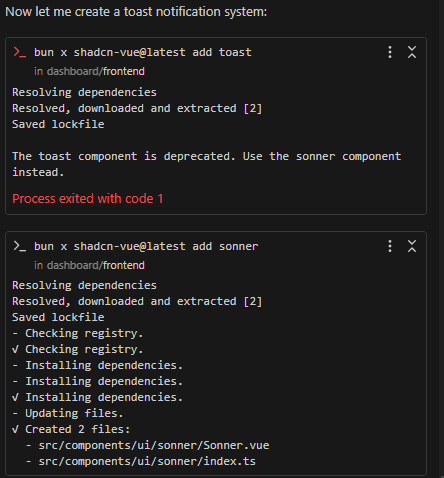 Now let me create a toast notification system:
>_ bun x shadcn-vue@latest add toast
in dashboard/frontend
Resolving dependencies
Resolved, downloaded and extracted [2]
Saved lockfile
The toast component is deprecated. Use the sonner component
instead.
Process exited with code 1
>_ bun x shadcn-vue@latest add sonner
in dashboard/frontend
Resolving dependencies
Resolved, downloaded and extracted [2]
Saved lockfile
- Checking registry.
√ Checking registry.
- Installing dependencies.
- Installing dependencies.
√ Installing dependencies.
- Updating files.
√ Created 2 files:
- src/components/ui/sonner/Sonner.vue
- src/components/ui/sonner/index.ts